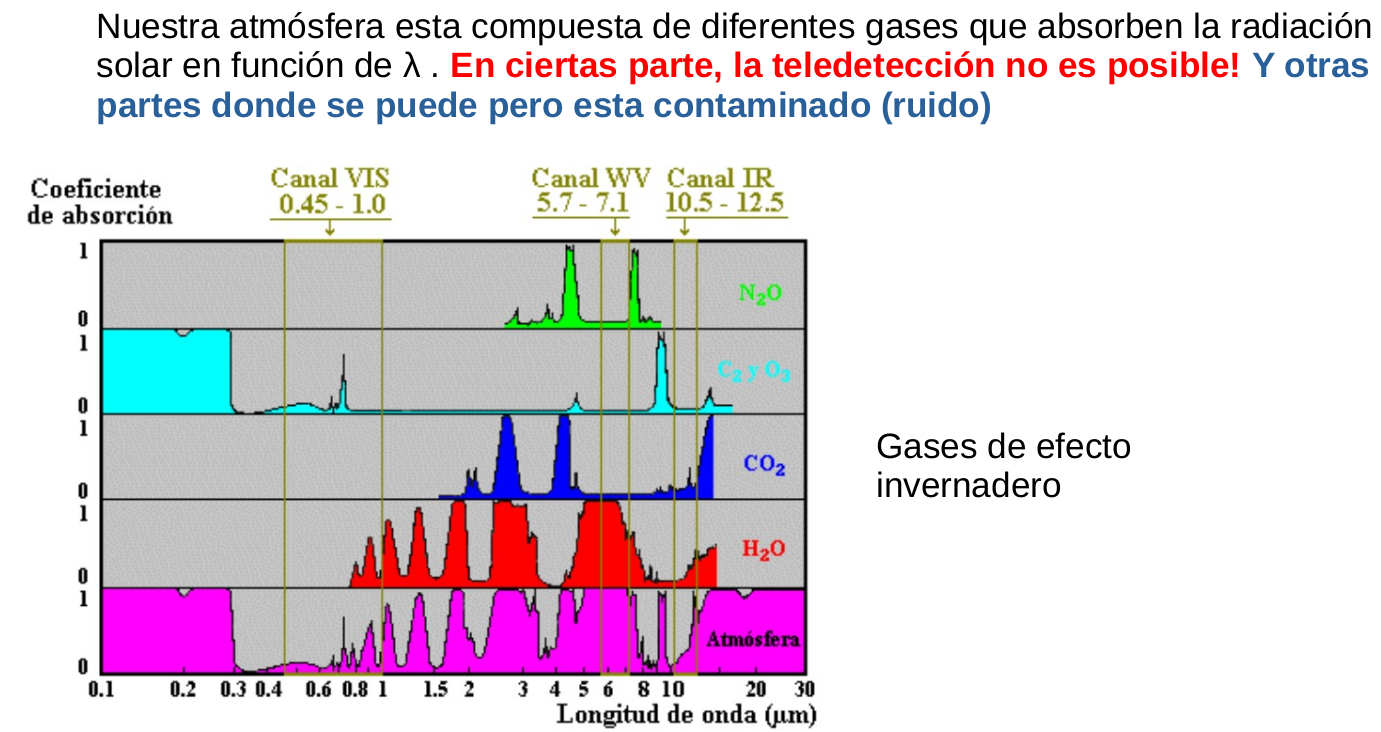 Nuestra atmósfera esta compuesta de diferentes gases que absorben la radiación
solar en función de λ . En ciertas parte, la teledetección no es posible! Y otras
partes donde se puede pero esta contaminado (ruido)
Coeficiente
de absorción
Canal VIS
0.45 - 1.0
Canal WV
5.7 - 7.1
Canal IR
10.5 - 12.5
1
N₂O
0
1
C₂ y O₃
0
1
CO₂
0
1
H₂O
0
1
Atmósfera
0
0.1 0.2 0.3 0.4 0.6 0.8 1 1.5 2 3 4 5 6 8 10 20 30
Longitud de onda (µm)
Gases de efecto
invernadero